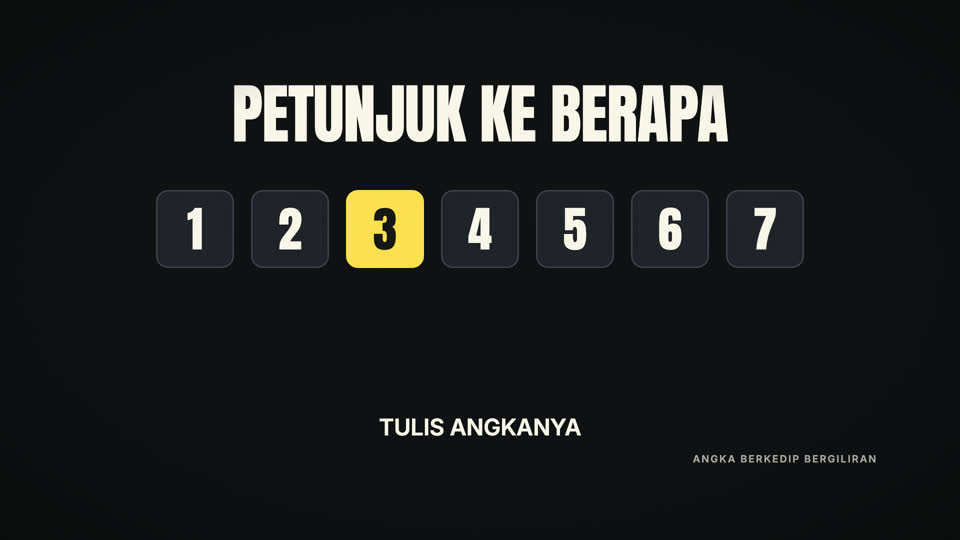 PETUNJUK KE BERAPA
1 2 3 4 5 6 7
TULIS ANGKANYA
ANGKA BERKEDIP BERGILIRAN